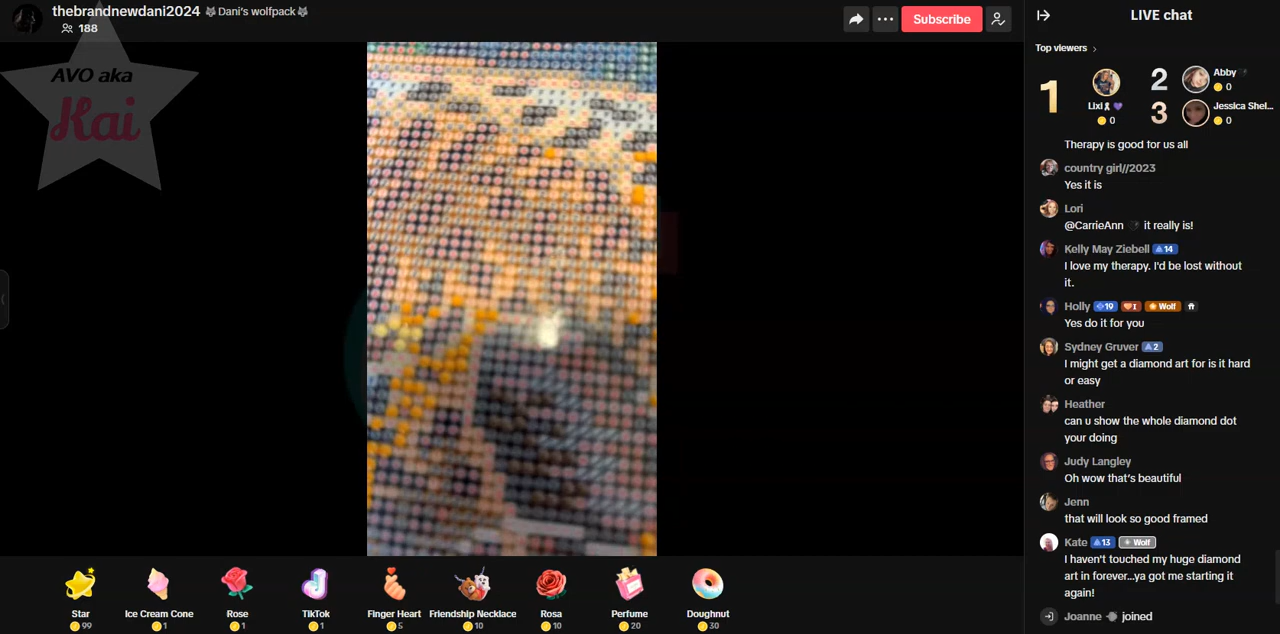 thebrandnewdani2024 🐺Dani's wolfpack🐺
188
Subscribe
AVO aka
Kai
LIVE chat
Top viewers
1
Lixi🎗💜
0
2
Abby
0
3
Jessica Shel...
0
Therapy is good for us all
country girl//2023
Yes it is
Lori
@CarrieAnn it really is!
Kelly May Ziebell 14
I love my therapy. I'd be lost without
it.
Holly 19 I Wolf
Yes do it for you
Sydney Gruver 2
I might get a diamond art for is it hard
or easy
Heather
can u show the whole diamond dot
your doing
Judy Langley
Oh wow that's beautiful
Jenn
that will look so good framed
Kate 13 Wolf
I haven't touched my huge diamond
art in forever...ya got me starting it
again!
Joanne joined
Star
99
Ice Cream Cone
1
Rose
1
TikTok
1
Finger Heart
5
Friendship Necklace
10
Rosa
10
Perfume
20
Doughnut
30